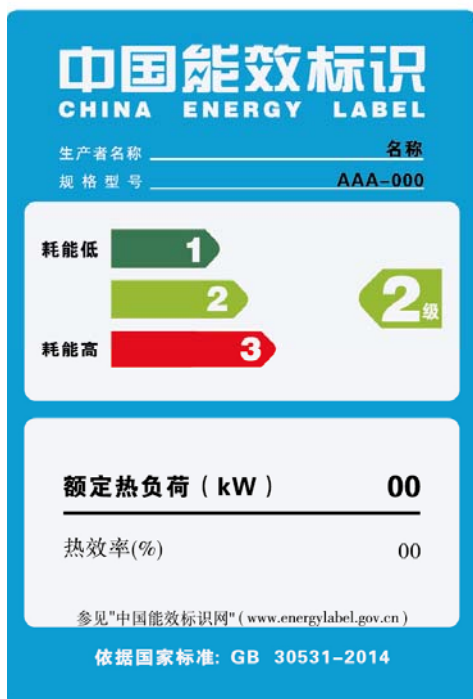 中国能效标识
CHINA ENERGY LABEL
生产者名称 名称
规格型号 AAA-000
耗能低 1
2 2级
耗能高 3
额定热负荷（kW） 00
热效率(%) 00
参见"中国能效标识网"（www.energylabel.gov.cn）
依据国家标准: GB 30531-2014